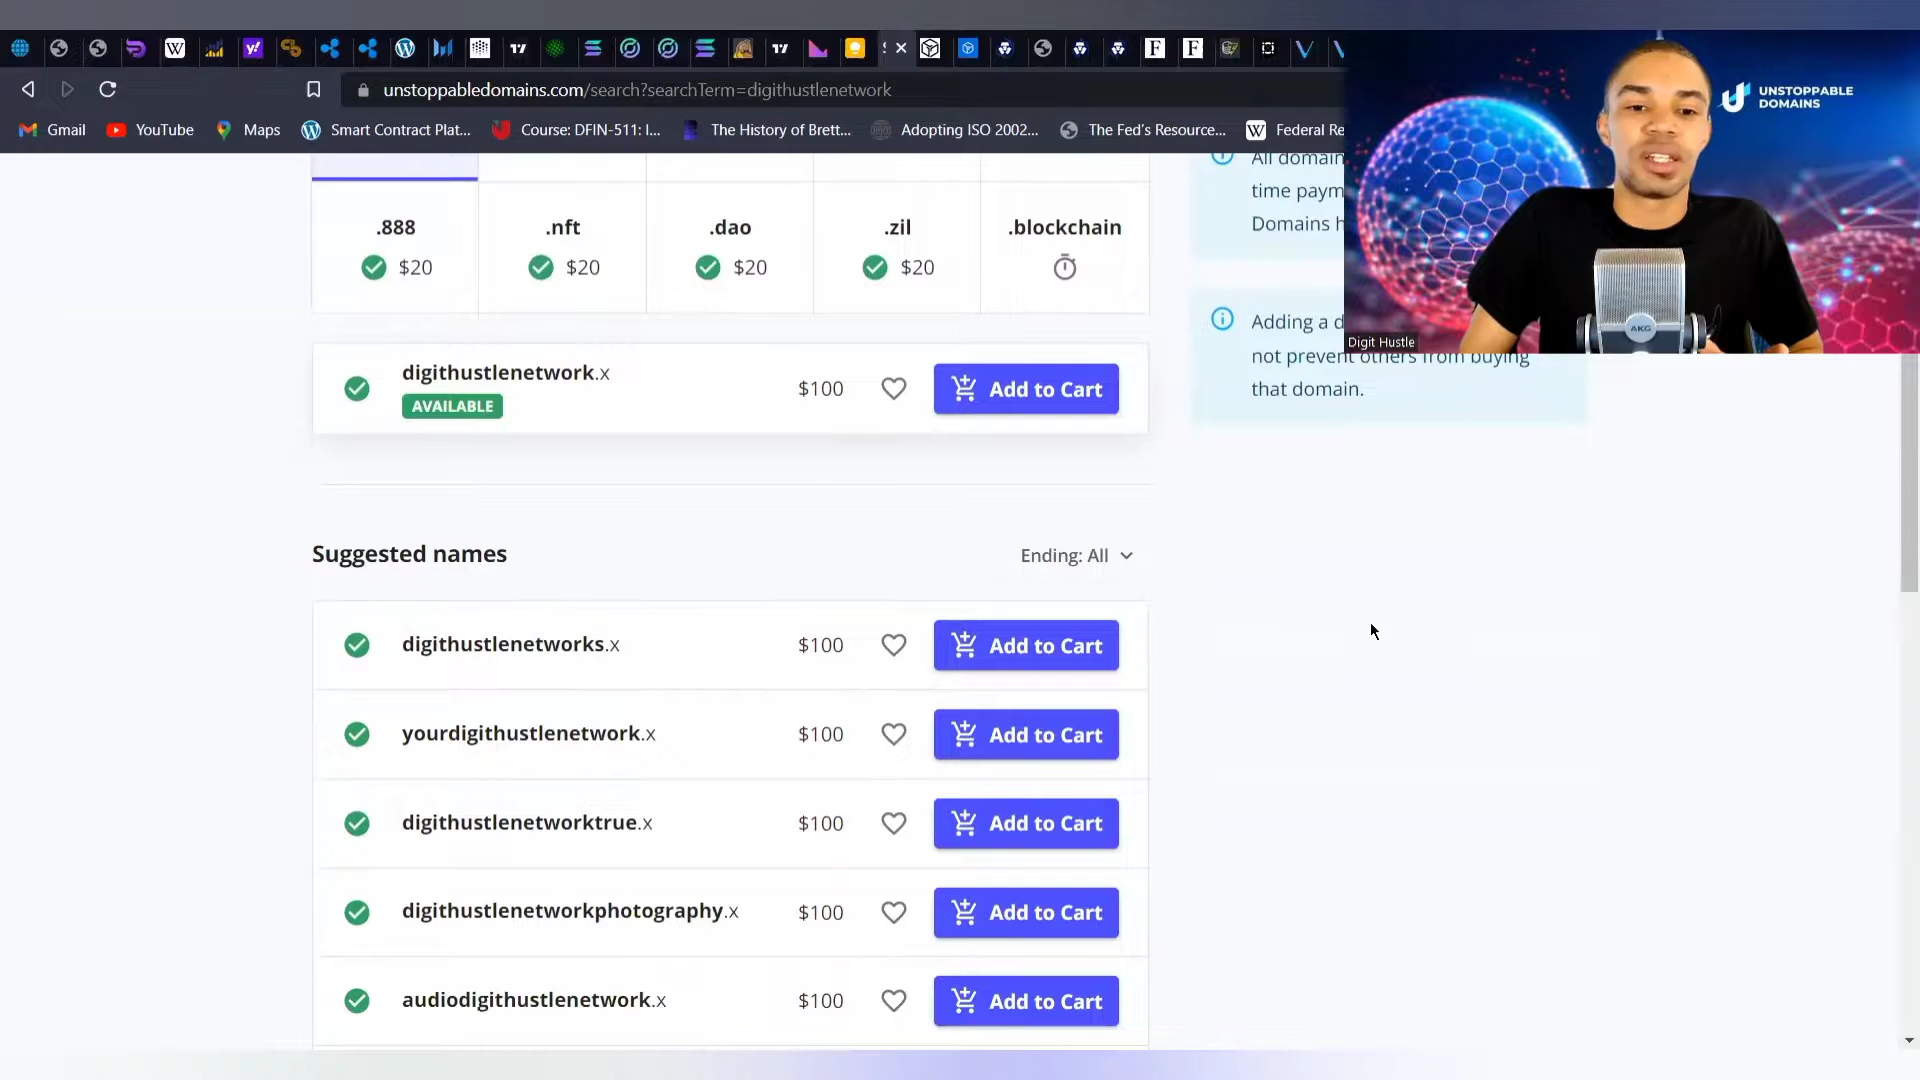 unstoppabledomains.com/search?searchTerm=digithustlenetwork
Gmail
YouTube
Maps
Smart Contract Plat...
Course: DFIN-511: I...
The History of Brett...
Adopting ISO 2002...
The Fed's Resource...
Federal Re
UNSTOPPABLE
DOMAINS
AKG
Digit Hustle
.888
$20
.nft
$20
.dao
$20
.zil
$20
.blockchain
All domain
time paym
Domains h
Adding a d
not prevent others from buying
that domain.
digithustlenetwork.x
AVAILABLE
$100
Add to Cart
Suggested names
Ending: All
digithustlenetworks.x
$100
Add to Cart
yourdigithustlenetwork.x
$100
Add to Cart
digithustlenetworktrue.x
$100
Add to Cart
digithustlenetworkphotography.x
$100
Add to Cart
audiodigithustlenetwork.x
$100
Add to Cart